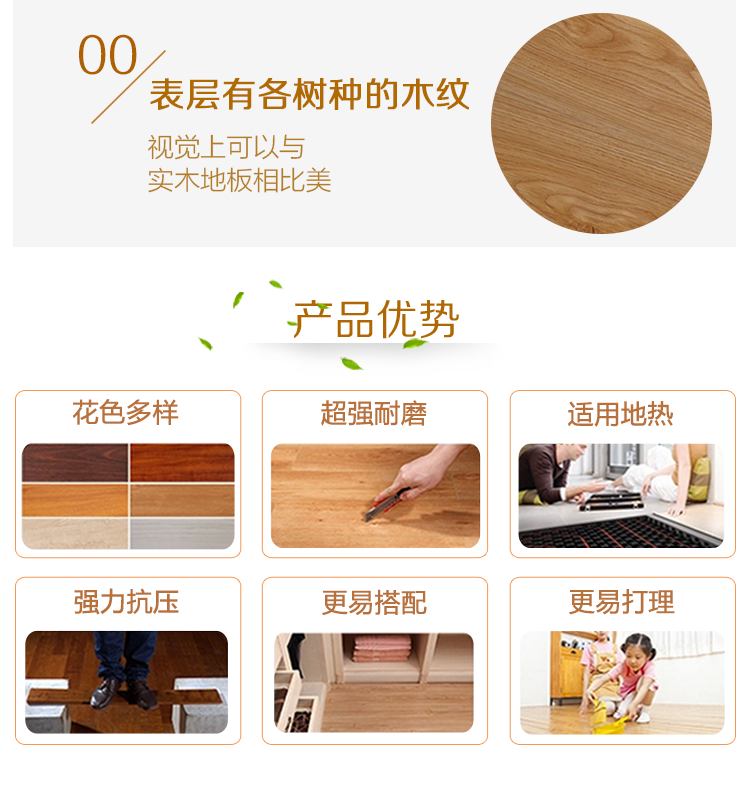 00
表层有各树种的木纹
视觉上可以与
实木地板相比美
产品优势
花色多样
超强耐磨
适用地热
强力抗压
更易搭配
更易打理